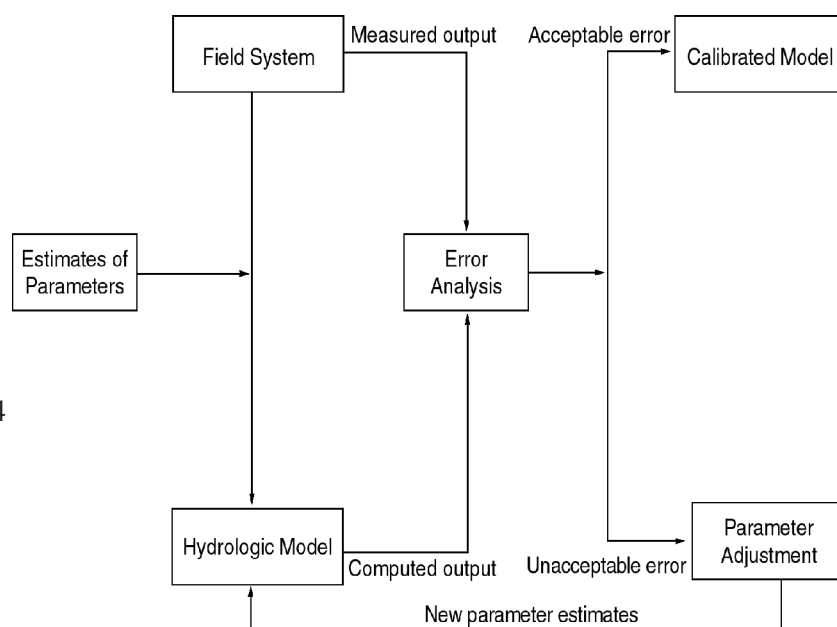 Measured output
Acceptable error
Field System
Calibrated Model
Estimates of
Parameters
Error
Analysis
4
Hydrologic Model
Computed output
Unacceptable error
Parameter
Adjustment
New parameter estimates